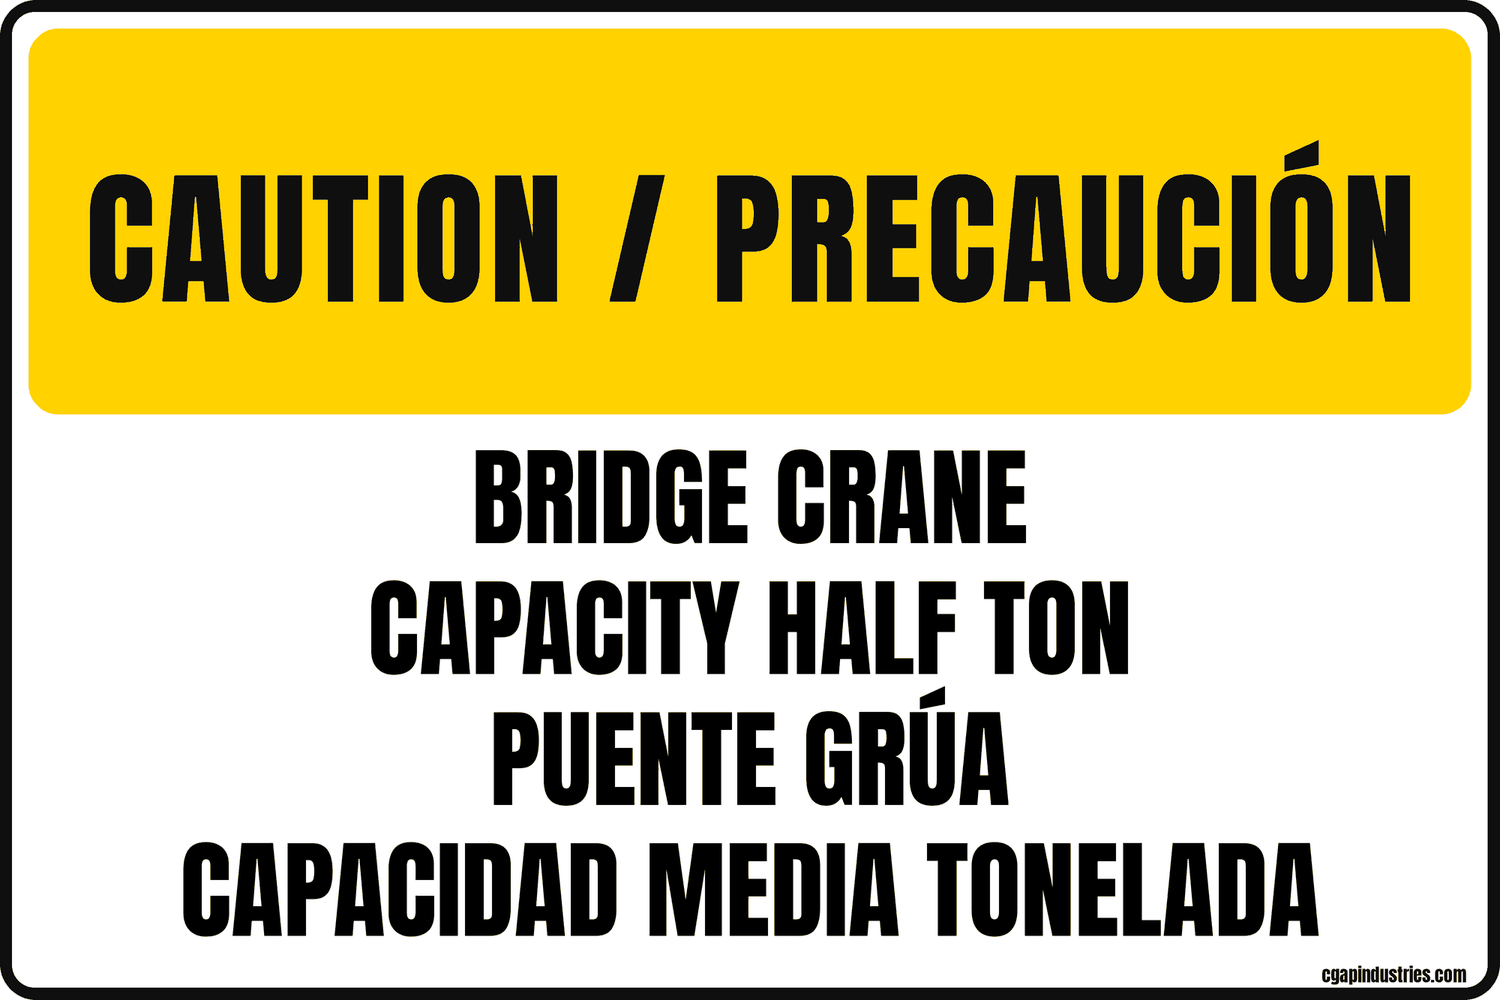 CAUTION / PRECAUCIÓN
BRIDGE CRANE
CAPACITY HALF TON
PUENTE GRÚA
CAPACIDAD MEDIA TONELADA
cgapindustries.com